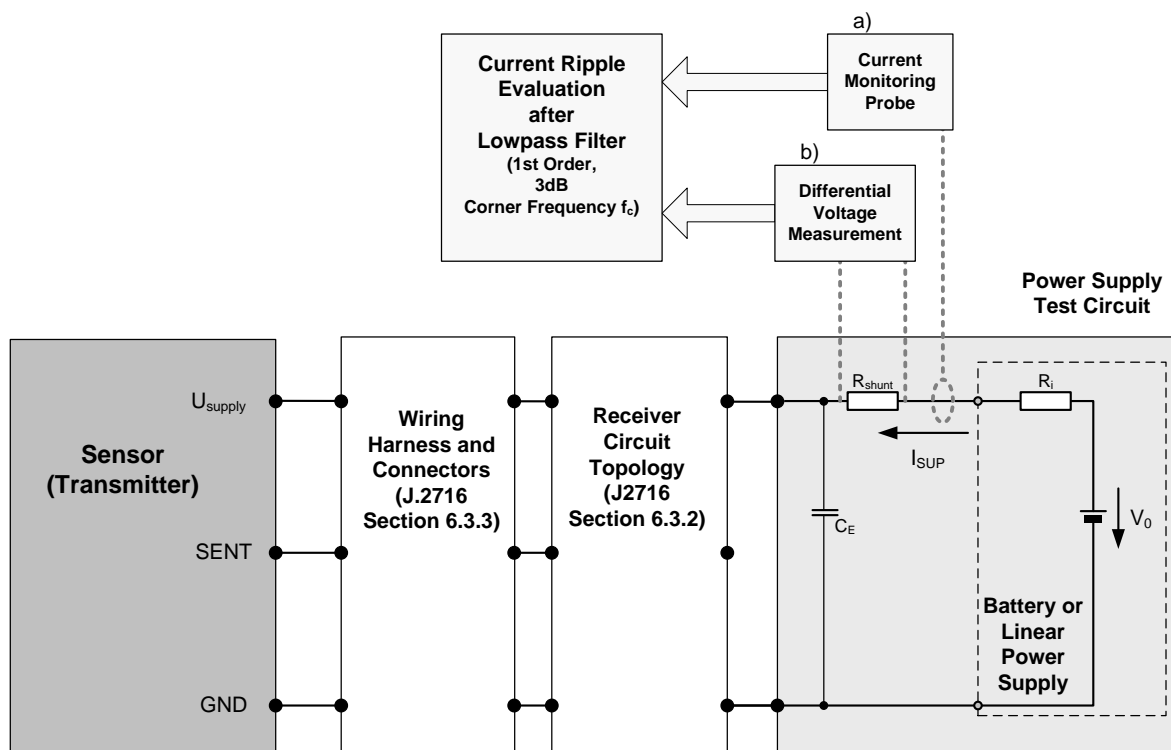 a)
Current Ripple
Evaluation
after
Lowpass Filter
(1st Order,
3dB
Corner Frequency fc)
Current
Monitoring
Probe
b)
Differential
Voltage
Measurement
Power Supply
Test Circuit
Usupply
Sensor
(Transmitter)
SENT
GND
Wiring
Harness and
Connectors
(J.2716
Section 6.3.3)
Receiver
Circuit
Topology
(J2716
Section 6.3.2)
Rshunt
Ri
ISUP
CE
V0
Battery or
Linear
Power
Supply